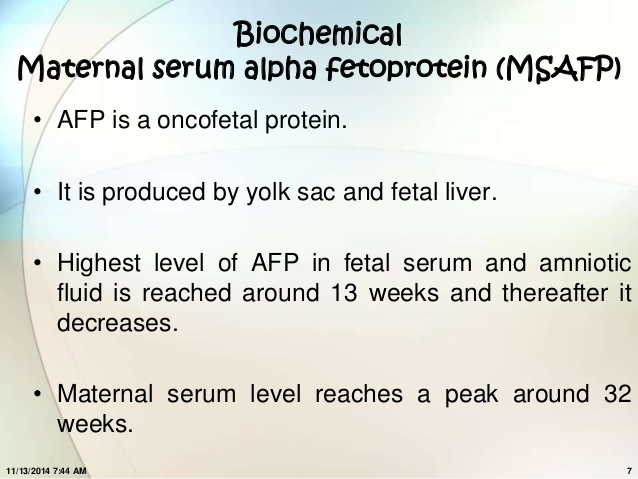 Biochemical
Maternal serum alpha fetoprotein (MSAFP)
• AFP is a oncofetal protein.
• It is produced by yolk sac and fetal liver.
• Highest level of AFP in fetal serum and amniotic
fluid is reached around 13 weeks and thereafter it
decreases.
• Maternal serum level reaches a peak around 32
weeks.
11/13/2014 7:44 AM 7